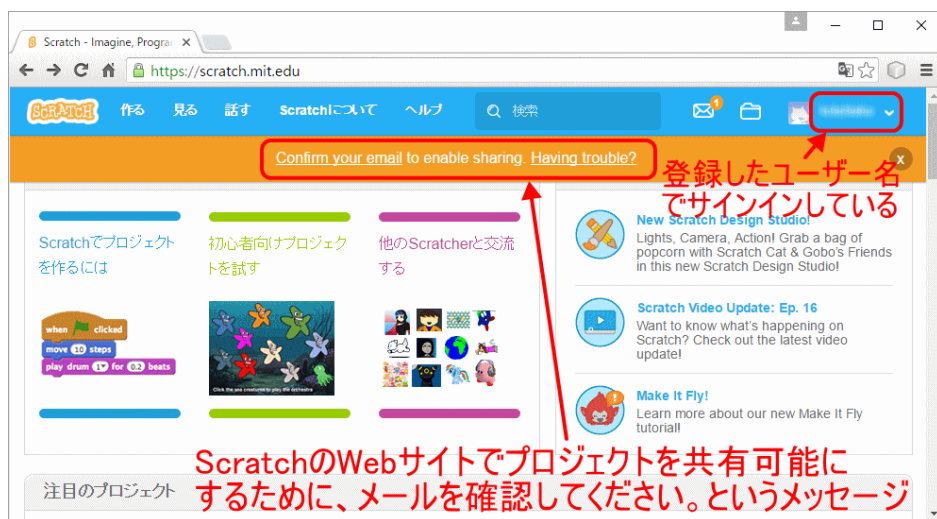 Scratch - Imagine, Progra
https://scratch.mit.edu
SCRATCH 作る 見る 話す Scratchについて ヘルプ 検索 1
Confirm your email to enable sharing. Having trouble? x
登録したユーザー名
でサインインしている
Scratchでプロジェクト
を作るには
初心者向けプロジェク
トを試す
他のScratcherと交流
する
when clicked
move 10 steps
play drum 1 for 0.2 beats
Click the sea creatures to play the orchestra
New Scratch Design Studio!
Lights, Camera, Action! Grab a bag of
popcorn with Scratch Cat & Gobo's Friends
in this new Scratch Design Studio!
Scratch Video Update: Ep. 16
Want to know what's happening on
Scratch? Check out the latest video
update!
Make It Fly!
Learn more about our new Make It Fly
tutorial!
ScratchのWebサイトでプロジェクトを共有可能に
するために、メールを確認してください。というメッセージ
注目のプロジェクト